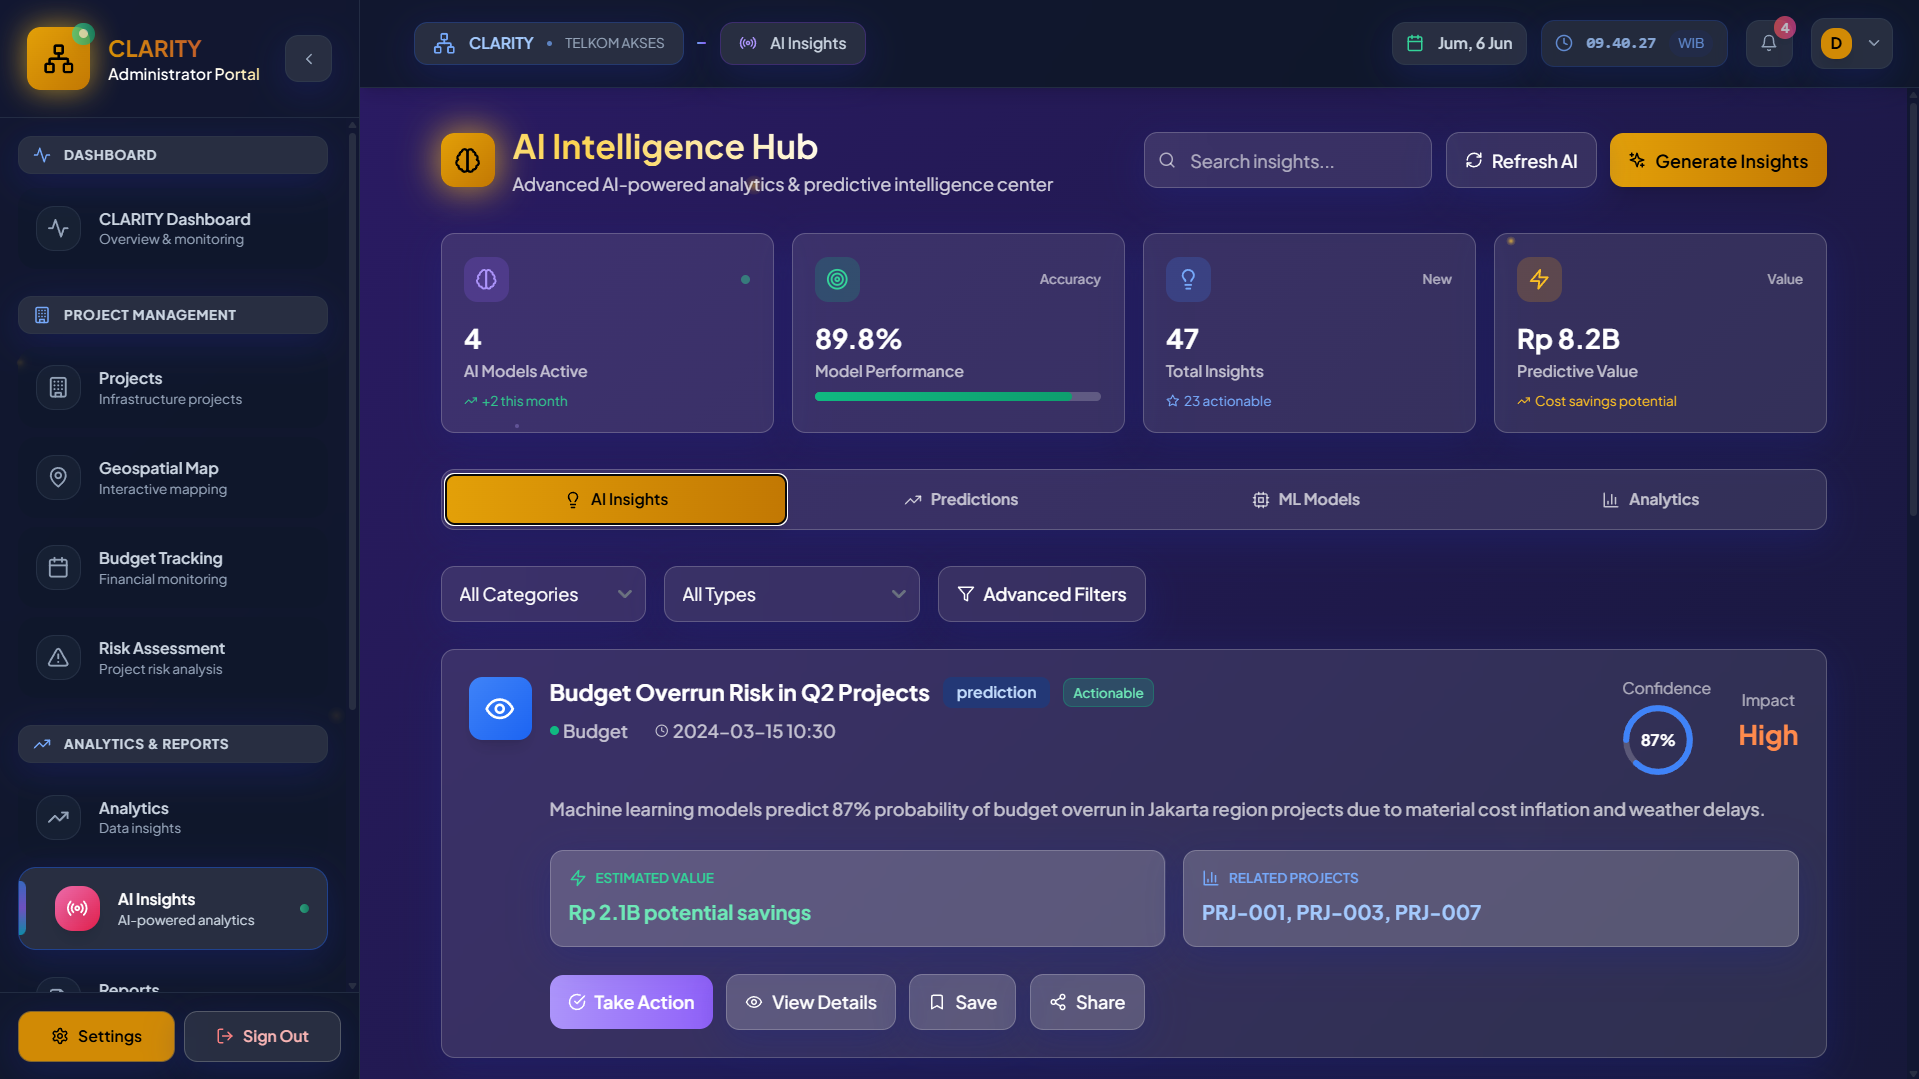 CLARITY
Administrator Portal
DASHBOARD
CLARITY Dashboard
Overview & monitoring
PROJECT MANAGEMENT
Projects
Infrastructure projects
Geospatial Map
Interactive mapping
Budget Tracking
Financial monitoring
Risk Assessment
Project risk analysis
ANALYTICS & REPORTS
Analytics
Data insights
AI Insights
AI-powered analytics
Reports
Settings
Sign Out
CLARITY • TELKOM AKSES
AI Insights
Jum, 6 Jun
09.40.27 WIB
4
D
AI Intelligence Hub
Advanced AI-powered analytics & predictive intelligence center
Search insights...
Refresh AI
Generate Insights
4
AI Models Active
+2 this month
Accuracy
89.8%
Model Performance
New
47
Total Insights
23 actionable
Value
Rp 8.2B
Predictive Value
Cost savings potential
AI Insights
Predictions
ML Models
Analytics
All Categories
All Types
Advanced Filters
Budget Overrun Risk in Q2 Projects prediction Actionable
Budget 2024-03-15 10:30
Confidence
87%
Impact
High
Machine learning models predict 87% probability of budget overrun in Jakarta region projects due to material cost inflation and weather delays.
ESTIMATED VALUE
Rp 2.1B potential savings
RELATED PROJECTS
PRJ-001, PRJ-003, PRJ-007
Take Action
View Details
Save
Share